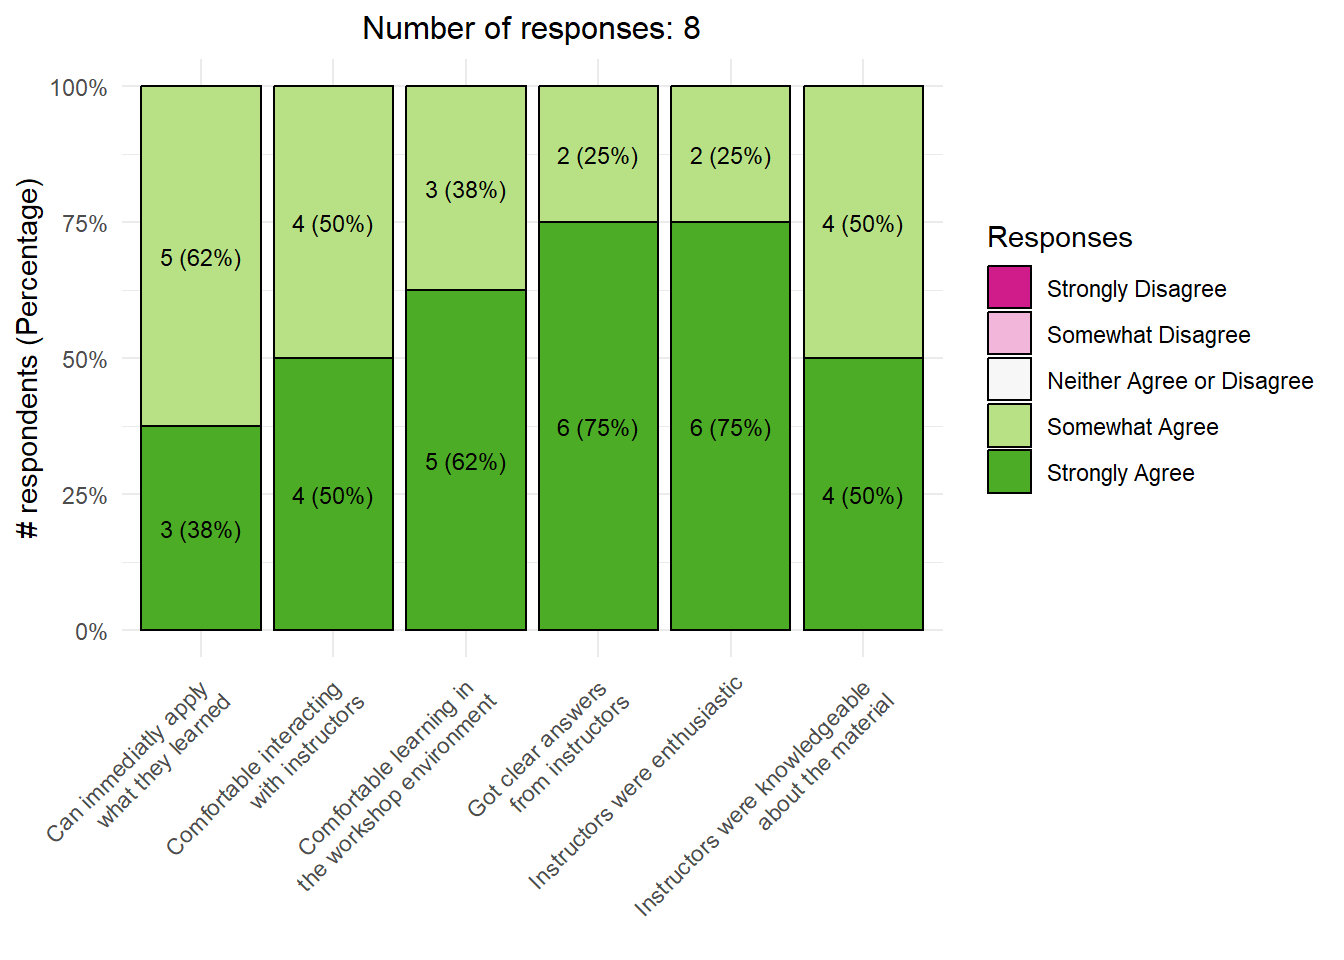 Number of responses: 8
# respondents (Percentage)
100%
75%
50%
25%
0%
5 (62%)
3 (38%)
4 (50%)
4 (50%)
3 (38%)
5 (62%)
2 (25%)
6 (75%)
2 (25%)
6 (75%)
4 (50%)
4 (50%)
Can immediatly apply
what they learned
Comfortable interacting
with instructors
Comfortable learning in
the workshop environment
Got clear answers
from instructors
Instructors were enthusiastic
Instructors were knowledgeable
about the material
Responses
Strongly Disagree
Somewhat Disagree
Neither Agree or Disagree
Somewhat Agree
Strongly Agree